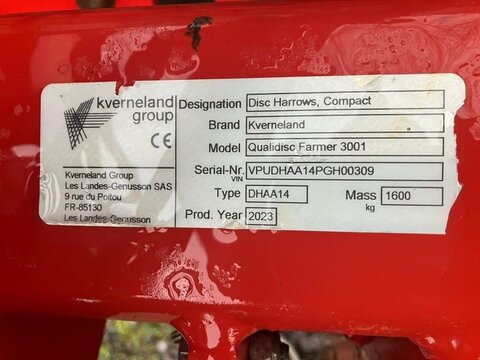 kverneland
group
CE
Kverneland Group
Les Landes-Genusson SAS
9 rue du Poitou
FR-85130
Les Landes-Genusson
Designation Disc Harrows, Compact
Brand Kverneland
Model Qualidisc Farmer 3001
Serial-Nr. VPUDHAA14PGH00309
VIN
Type DHAA14 Mass 1600
kg
Prod. Year 2023